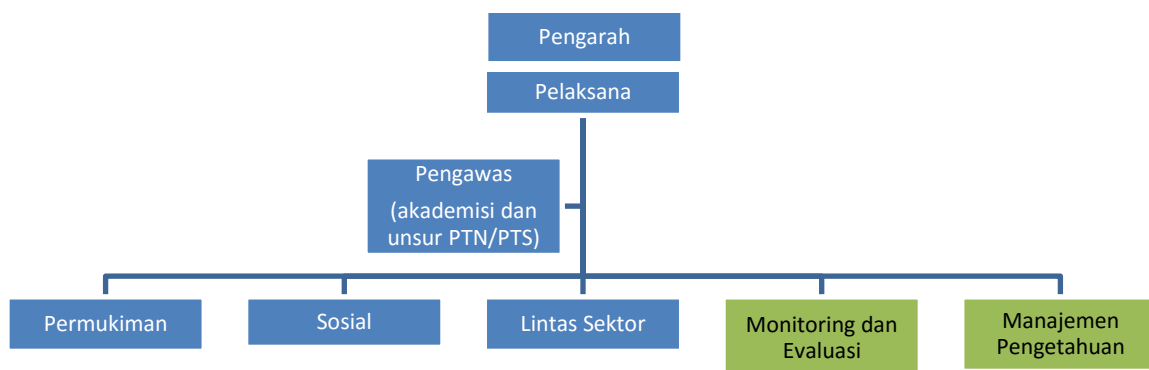 Pengarah
Pelaksana
Pengawas
(akademisi dan
unsur PTN/PTS)
Permukiman
Sosial
Lintas Sektor
Monitoring dan
Evaluasi
Manajemen
Pengetahuan